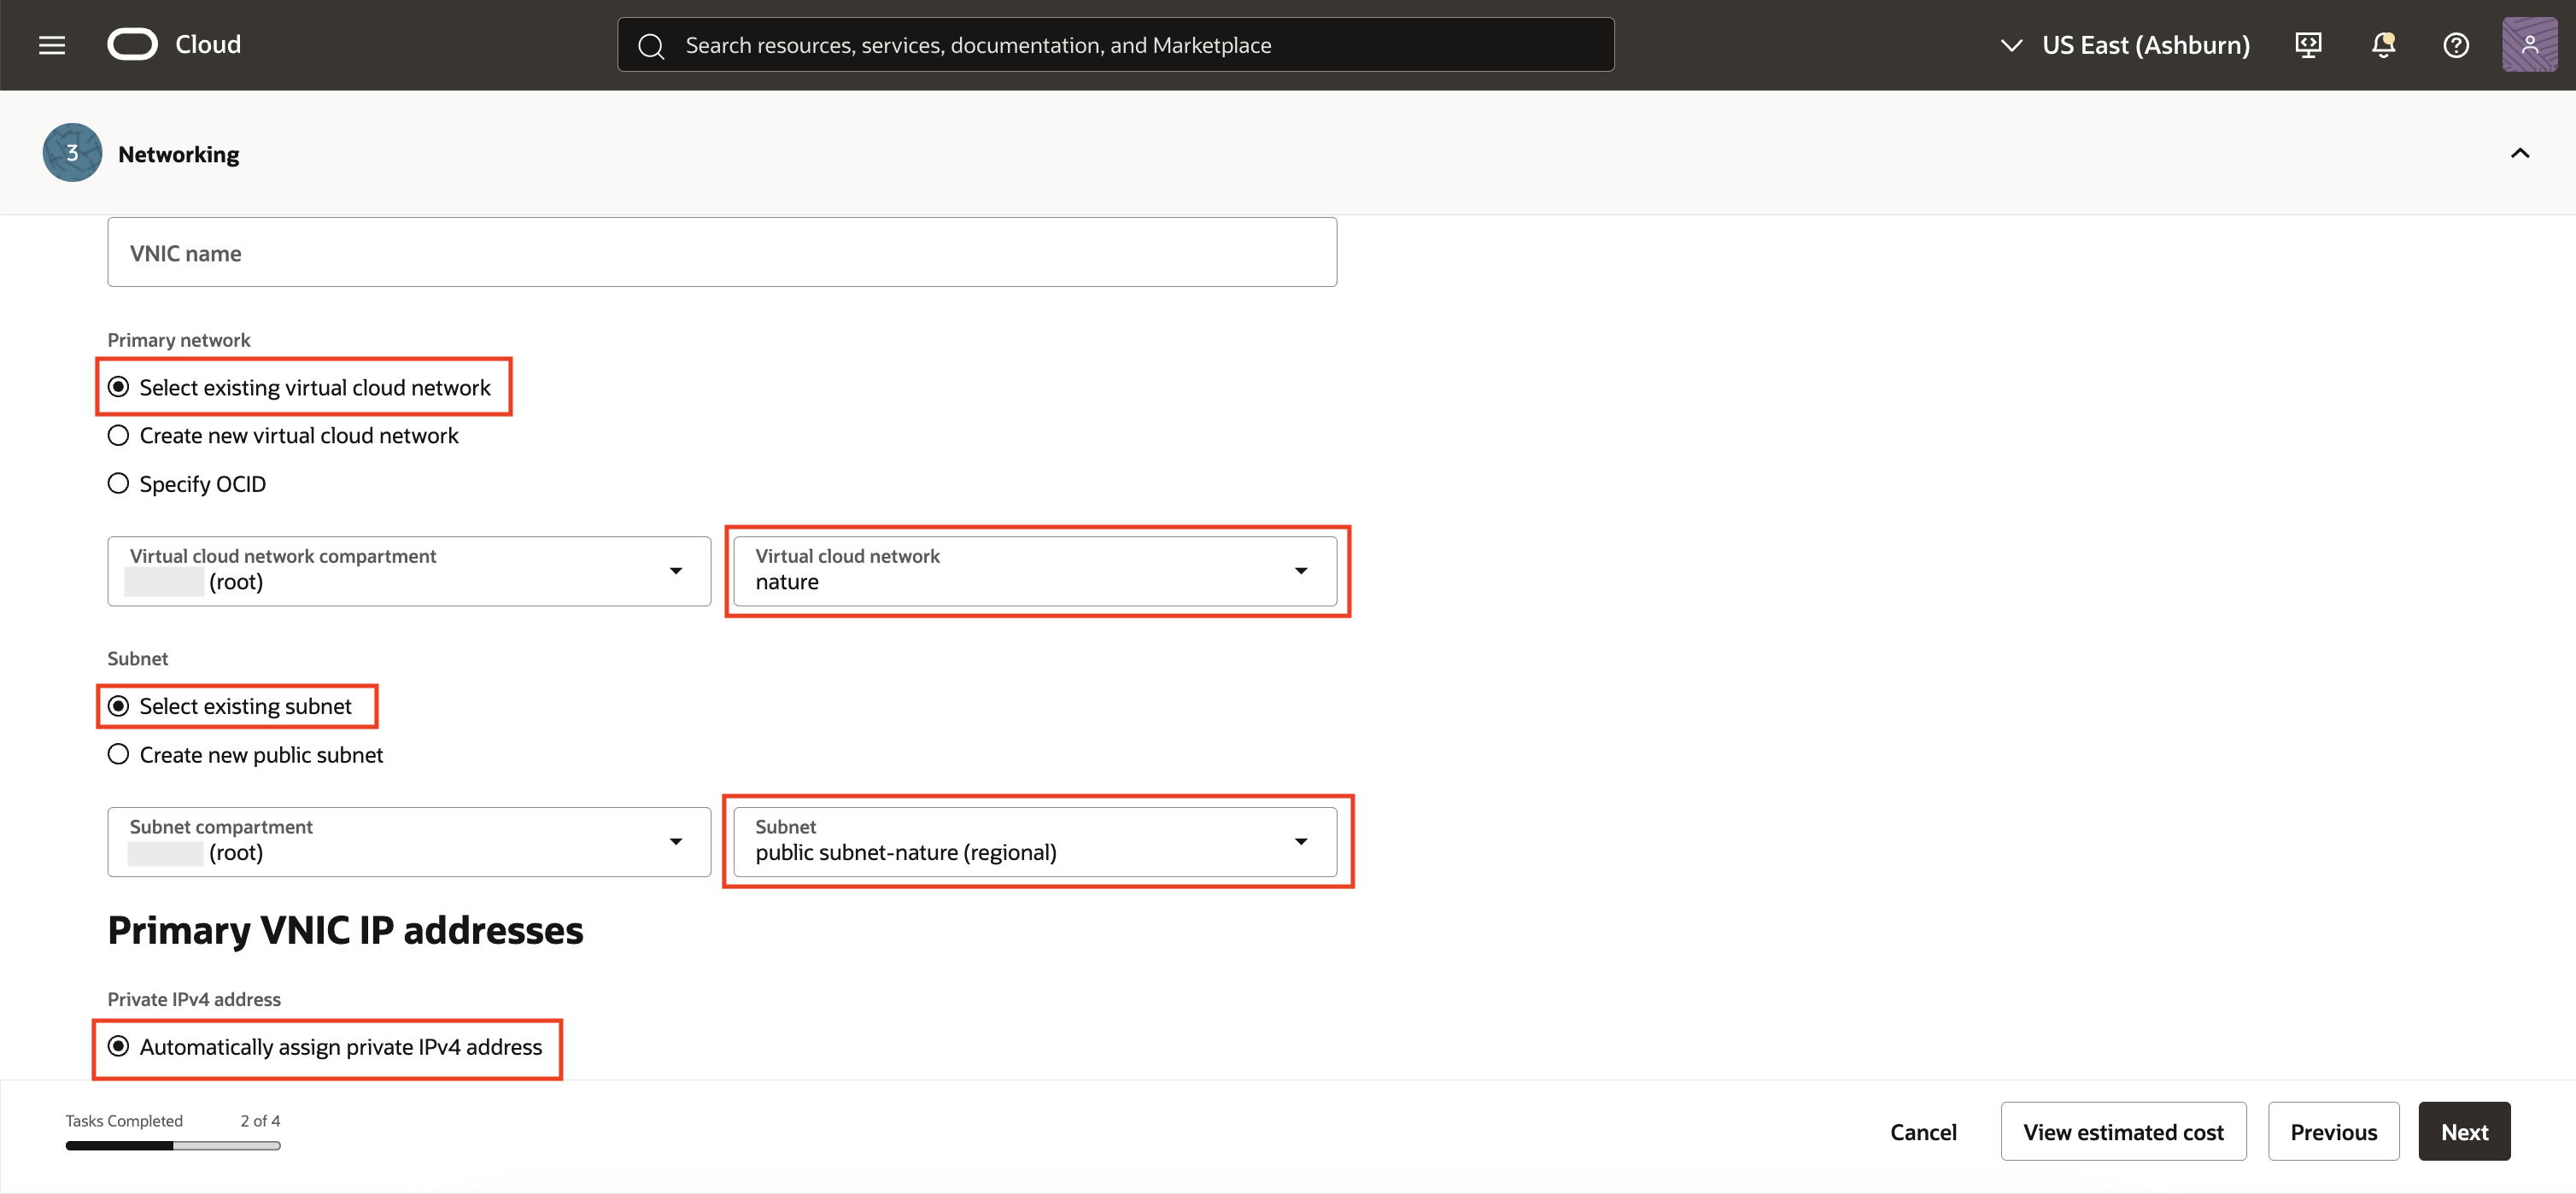 Cloud
Search resources, services, documentation, and Marketplace
US East (Ashburn)
3
Networking
VNIC name
Primary network
Select existing virtual cloud network
Create new virtual cloud network
Specify OCID
Virtual cloud network compartment
(root)
Virtual cloud network
nature
Subnet
Select existing subnet
Create new public subnet
Subnet compartment
(root)
Subnet
public subnet-nature (regional)
Primary VNIC IP addresses
Private IPv4 address
Automatically assign private IPv4 address
Tasks Completed 2 of 4
Cancel
View estimated cost
Previous
Next